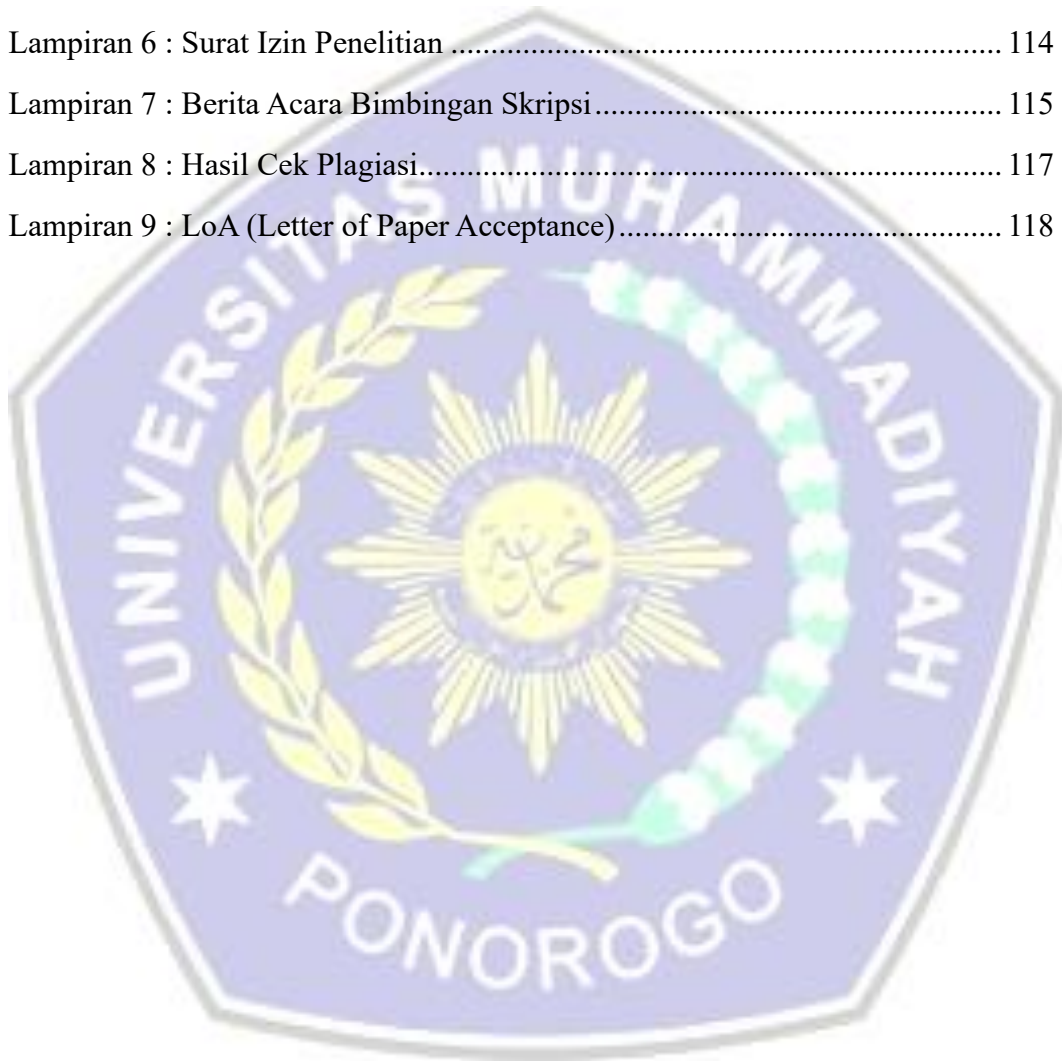 Lampiran 6 : Surat Izin Penelitian ..................................................................... 114
Lampiran 7 : Berita Acara Bimbingan Skripsi................................................... 115
Lampiran 8 : Hasil Cek Plagiasi......................................................................... 117
Lampiran 9 : LoA (Letter of Paper Acceptance)................................................ 118
UNIVERSITAS MUHAMMADIYAH
محمد
PONOROGO